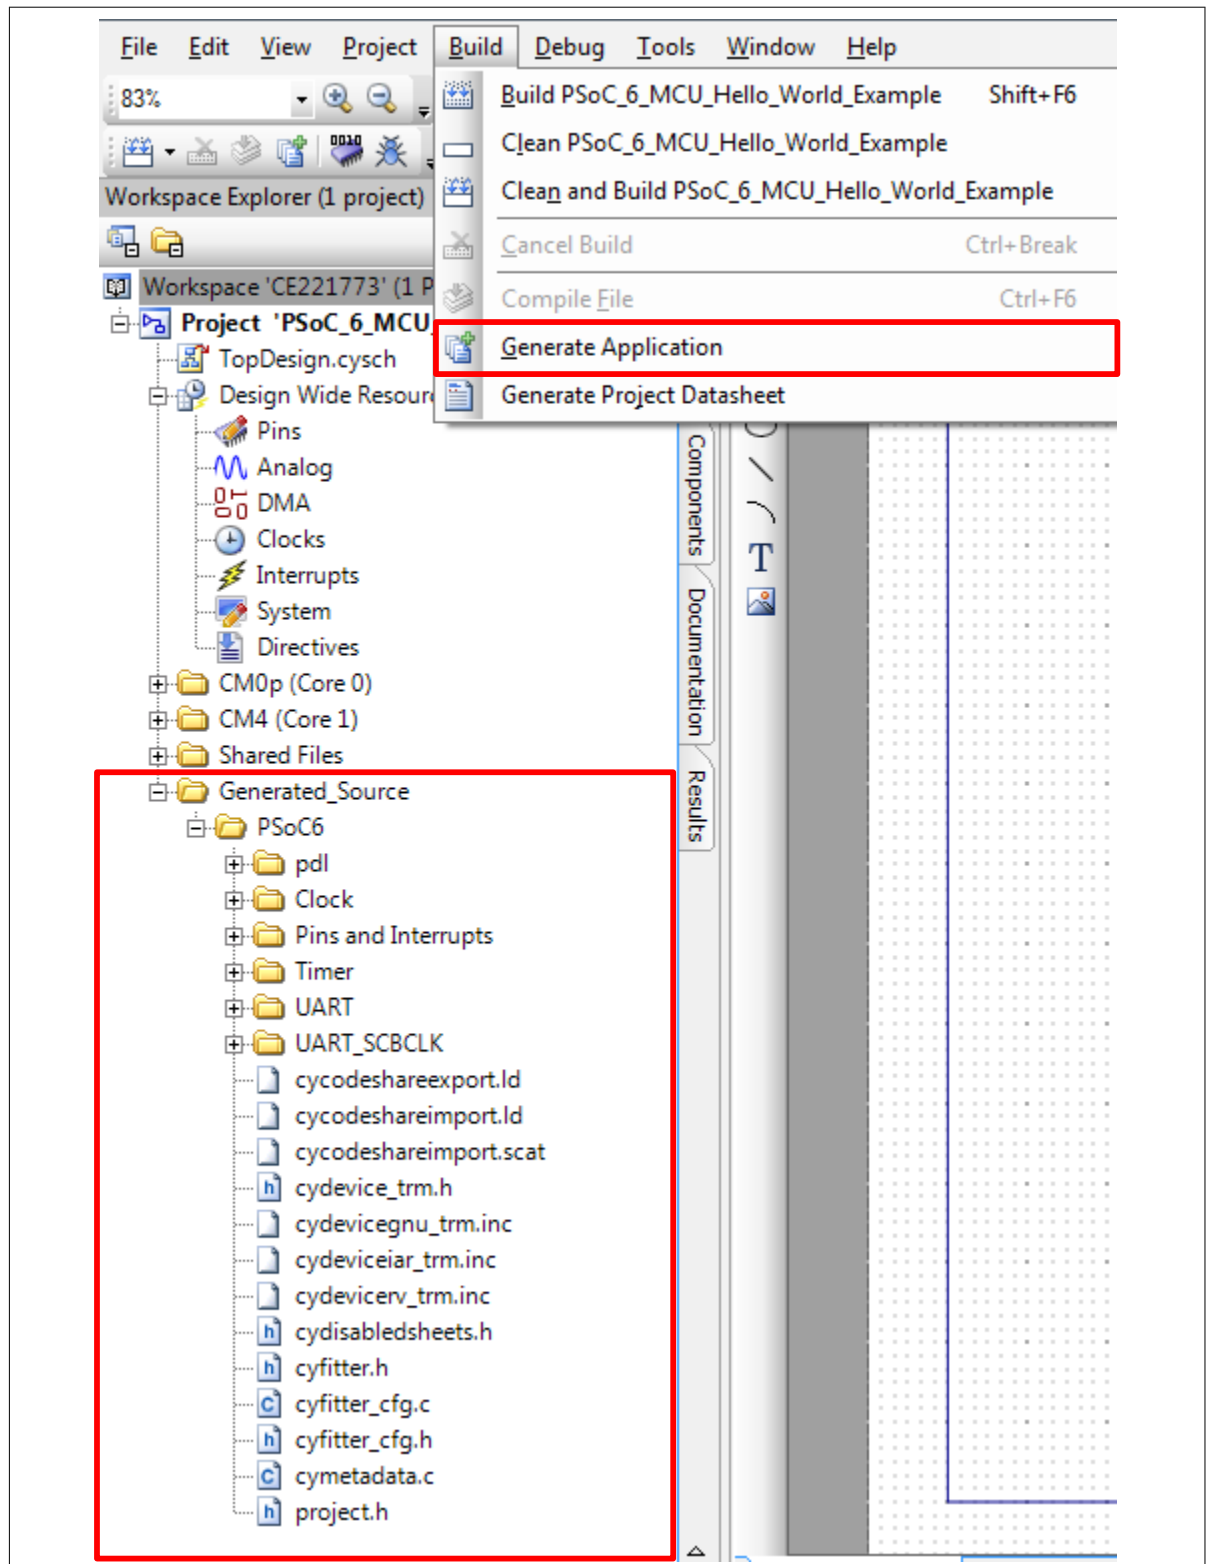 File Edit View Project Build Debug Tools Window Help
83%
Build PSoC_6_MCU_Hello_World_Example Shift+F6
Clean PSoC_6_MCU_Hello_World_Example
Clean and Build PSoC_6_MCU_Hello_World_Example
Cancel Build Ctrl+Break
Compile File Ctrl+F6
Generate Application
Generate Project Datasheet
Workspace Explorer (1 project)
Workspace 'CE221773' (1 P
Project 'PSoC_6_MCU_
TopDesign.cysch
Design Wide Resour
Pins
Analog
DMA
Clocks
Interrupts
System
Directives
CM0p (Core 0)
CM4 (Core 1)
Shared Files
Generated_Source
PSoC6
pdl
Clock
Pins and Interrupts
Timer
UART
UART_SCBCLK
cycodeshareexport.ld
cycodeshareimport.ld
cycodeshareimport.scat
cydevice_trm.h
cydevicegnu_trm.inc
cydeviceiar_trm.inc
cydevicerv_trm.inc
cydisabledsheets.h
cyfitter.h
cyfitter_cfg.c
cyfitter_cfg.h
cymetadata.c
project.h
Components
Documentation
Results